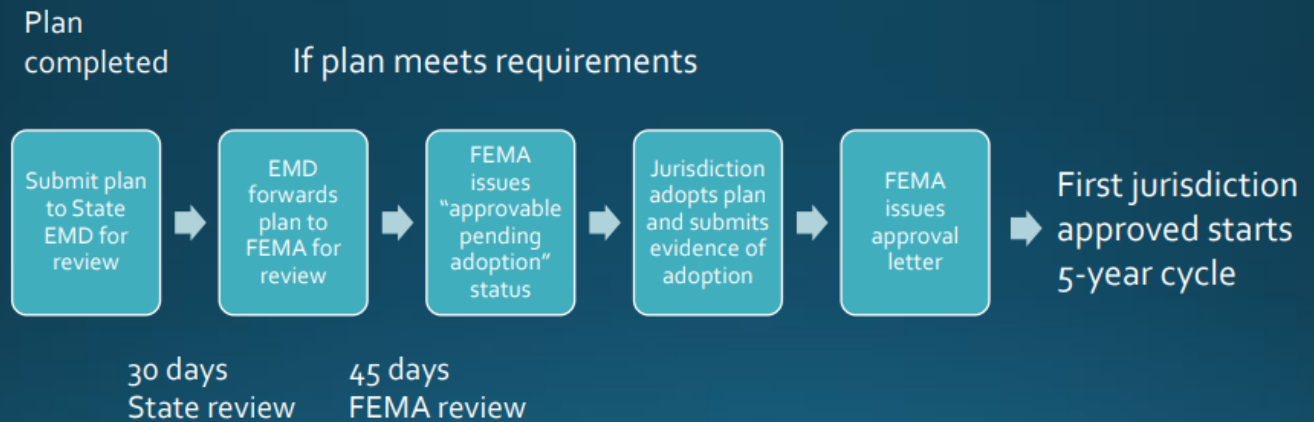 Plan
completed
If plan meets requirements
Submit plan
to State
EMD for
review
EMD
forwards
plan to
FEMA for
review
FEMA
issues
“approvable
pending
adoption”
status
Jurisdiction
adopts plan
and submits
evidence of
adoption
FEMA
issues
approval
letter
First jurisdiction
approved starts
5-year cycle
30 days
State review
45 days
FEMA review